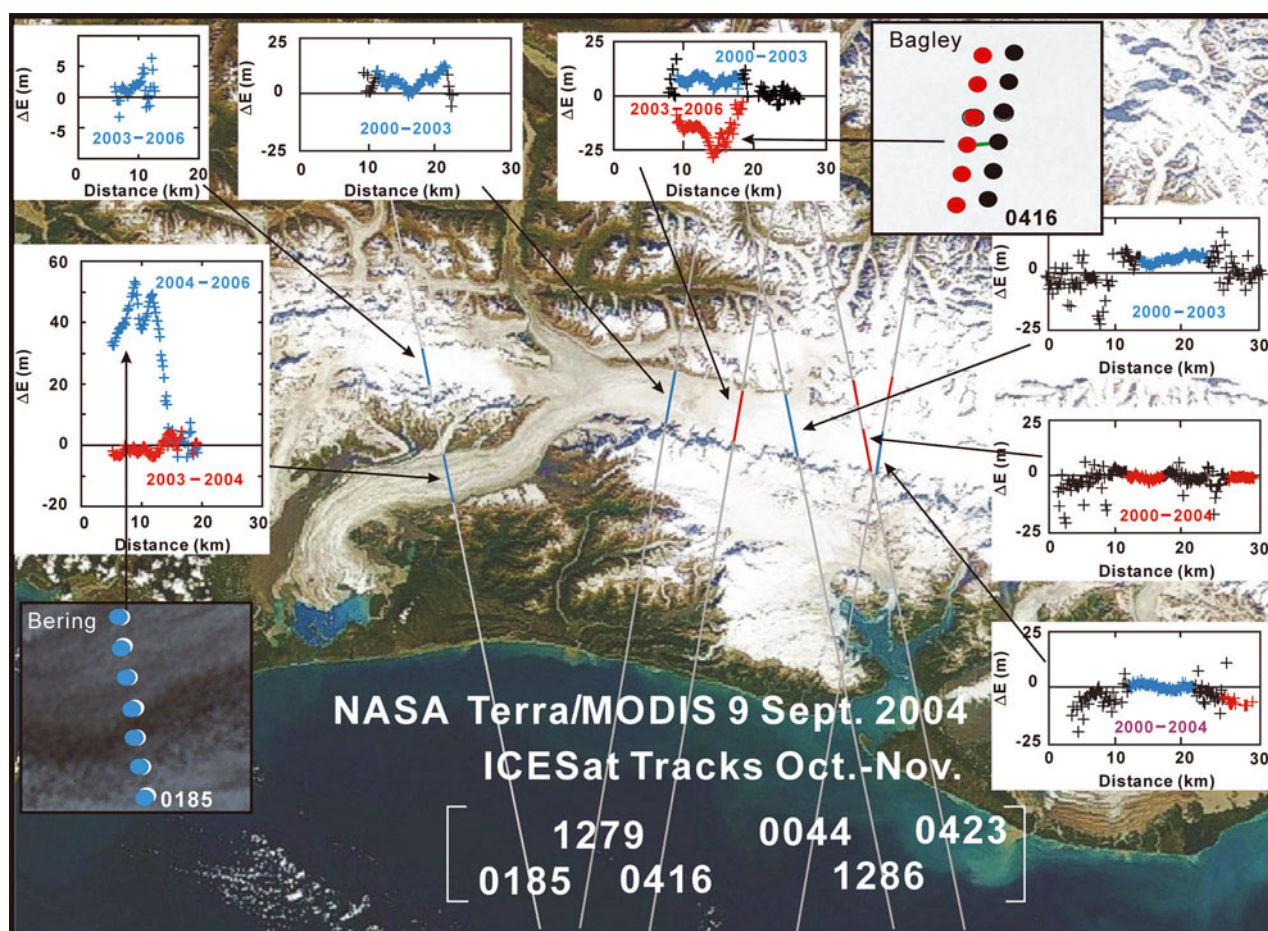 ΔE (m)
5
0
-5
2003-2006
0 10 20
Distance (km)
ΔE (m)
25
0
-25
2000-2003
0 10 20 30
Distance (km)
ΔE (m)
25
0
-25
2000-2003
2003-2006
0 10 20 30
Distance (km)
Bagley
0416
ΔE (m)
0
-25
2000-2003
0 10 20 30
Distance (km)
ΔE (m)
60
40
20
0
-20
2004-2006
2003-2004
0 10 20 30
Distance (km)
ΔE (m)
25
0
-25
2000-2004
0 10 20 30
Distance (km)
ΔE (m)
25
0
-25
2000-2004
0 10 20 30
Distance (km)
Bering
0185
NASA Terra/MODIS 9 Sept. 2004
ICESat Tracks Oct.-Nov.
1279 0044 0423
0185 0416 1286